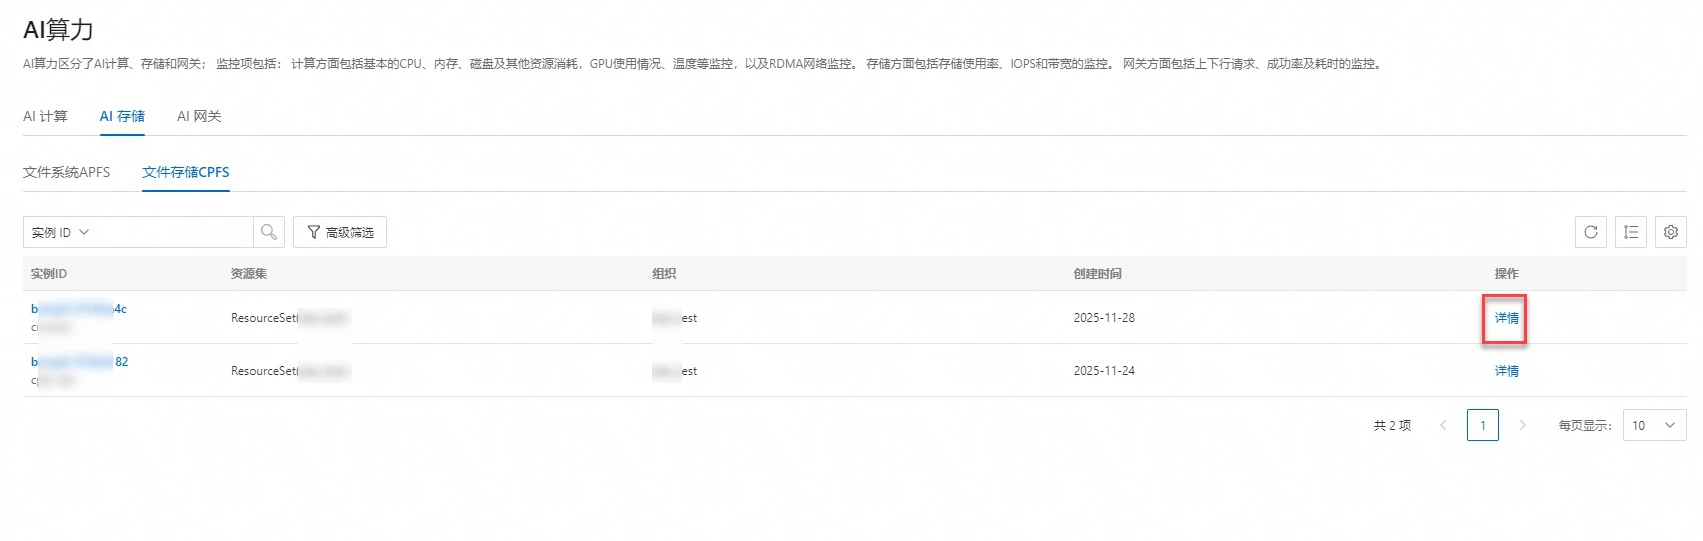 AI算力
AI算力区分了AI计算、存储和网关； 监控项包括： 计算方面包括基本的CPU、内存、磁盘及其他资源消耗，GPU使用情况、温度等监控，以及RDMA网络监控。 存储方面包括存储使用率、IOPS和带宽的监控。 网关方面包括上下行请求、成功率及耗时的监控。
AI 计算 AI 存储 AI 网关
文件系统APFS 文件存储CPFS
实例 ID 高级筛选
实例ID 资源集 组织 创建时间 操作
b 4c ResourceSet( est 2025-11-28 详情
b 82 ResourceSet( est 2025-11-24 详情
共 2 项 1 每页显示： 10